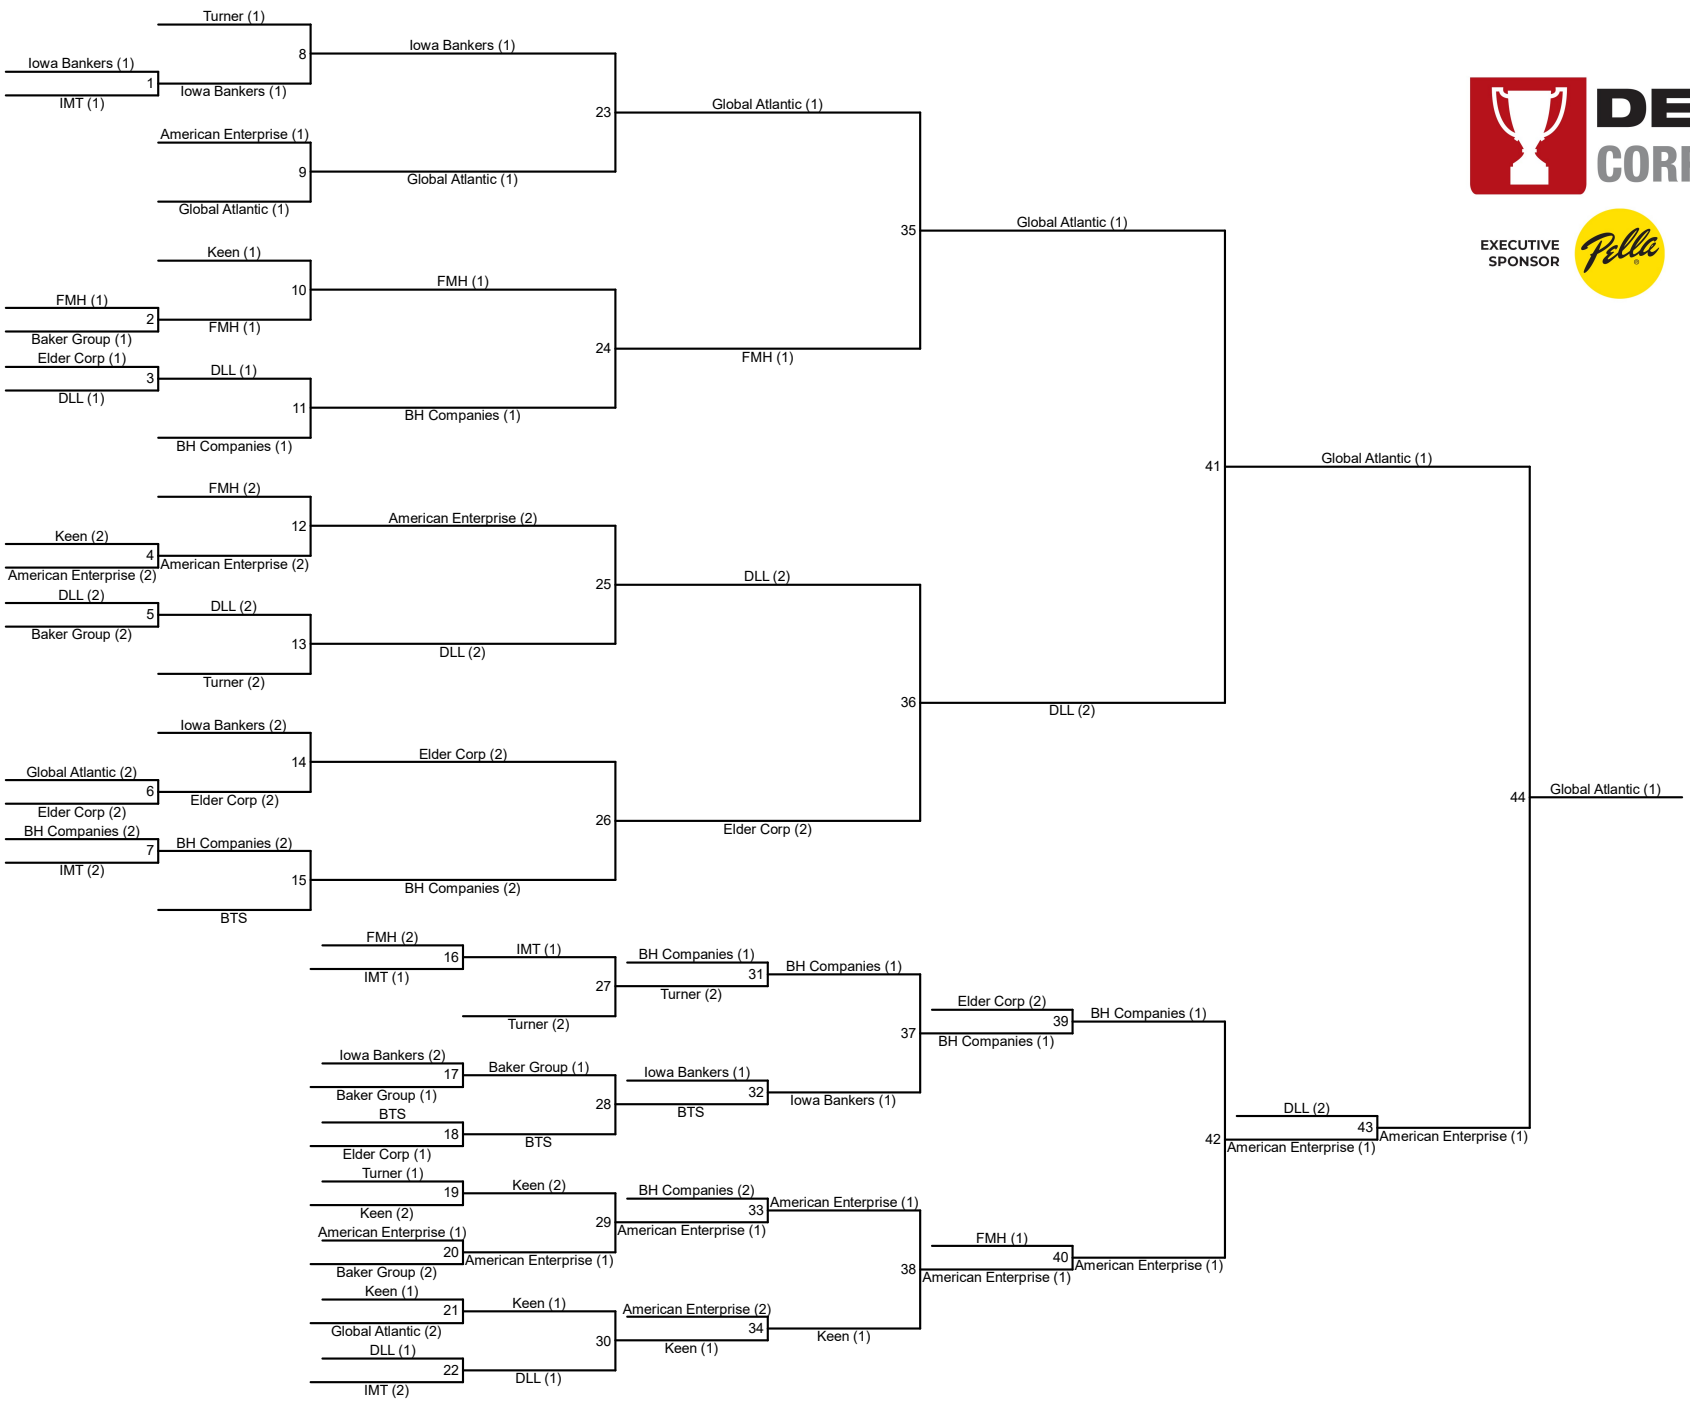 Turner (1)
8
Iowa Bankers (1)
Iowa Bankers (1)
1
IMT (1)
Iowa Bankers (1)
American Enterprise (1)
9
Global Atlantic (1)
Global Atlantic (1)
23
Global Atlantic (1)
Keen (1)
10
FMH (1)
FMH (1)
2
Baker Group (1)
FMH (1)
Elder Corp (1)
3
DLL (1)
DLL (1)
11
BH Companies (1)
BH Companies (1)
24
FMH (1)
35
Global Atlantic (1)
FMH (2)
12
American Enterprise (2)
Keen (2)
4
American Enterprise (2)
American Enterprise (2)
DLL (2)
5
Baker Group (2)
DLL (2)
13
Turner (2)
DLL (2)
25
DLL (2)
Iowa Bankers (2)
14
Elder Corp (2)
Global Atlantic (2)
6
Elder Corp (2)
Elder Corp (2)
BH Companies (2)
7
IMT (2)
BH Companies (2)
15
BTS
BH Companies (2)
26
Elder Corp (2)
36
DLL (2)
41
Global Atlantic (1)
FMH (2)
16
IMT (1)
IMT (1)
27
Turner (2)
BH Companies (1)
31
Turner (2)
BH Companies (1)
Iowa Bankers (2)
17
Baker Group (1)
Baker Group (1)
BTS
18
Elder Corp (1)
BTS
28
Iowa Bankers (1)
32
BTS
Iowa Bankers (1)
37
Elder Corp (2)
39
BH Companies (1)
BH Companies (1)
Turner (1)
19
Keen (2)
Keen (2)
American Enterprise (1)
20
Baker Group (2)
American Enterprise (1)
29
BH Companies (2)
33
American Enterprise (1)
American Enterprise (1)
Keen (1)
21
Global Atlantic (2)
Keen (1)
DLL (1)
22
IMT (2)
DLL (1)
30
American Enterprise (2)
34
Keen (1)
Keen (1)
38
FMH (1)
40
American Enterprise (1)
American Enterprise (1)
42
DLL (2)
43
American Enterprise (1)
American Enterprise (1)
44
Global Atlantic (1)
DE
CORP
EXECUTIVE
SPONSOR
Pella
®